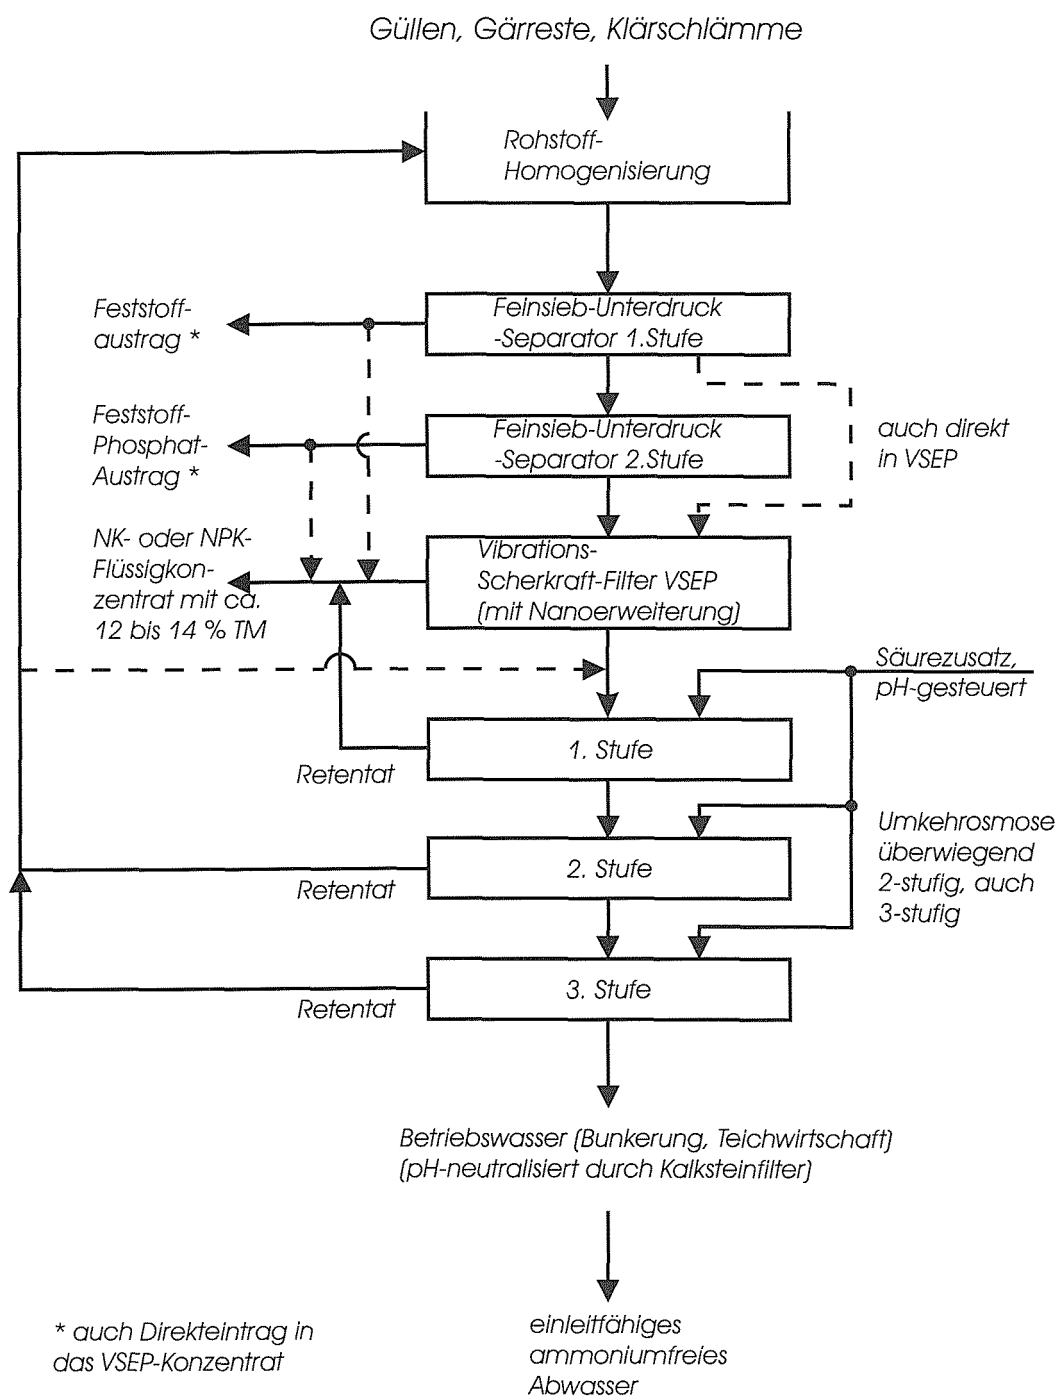 Güllen, Gärreste, Klärschlämme
Rohstoff-
Homogenisierung
Feststoff-
austrag *
Feinsieb-Unterdruck
-Separator 1.Stufe
Feststoff-
Phosphat-
Austrag *
Feinsieb-Unterdruck
-Separator 2.Stufe
auch direkt
in VSEP
NK- oder NPK-
Flüssigkon-
zentrat mit ca.
12 bis 14 % TM
Vibrations-
Scherkraft-Filter VSEP
(mit Nanoerweiterung)
Säurezusatz,
pH-gesteuert
1. Stufe
Retentat
Umkehrosmose
überwiegend
2-stufig, auch
3-stufig
2. Stufe
Retentat
3. Stufe
Retentat
Betriebswasser (Bunkerung, Teichwirtschaft)
(pH-neutralisiert durch Kalksteinfilter)
* auch Direkteintrag in
das VSEP-Konzentrat
einleitfähiges
ammoniumfreies
Abwasser